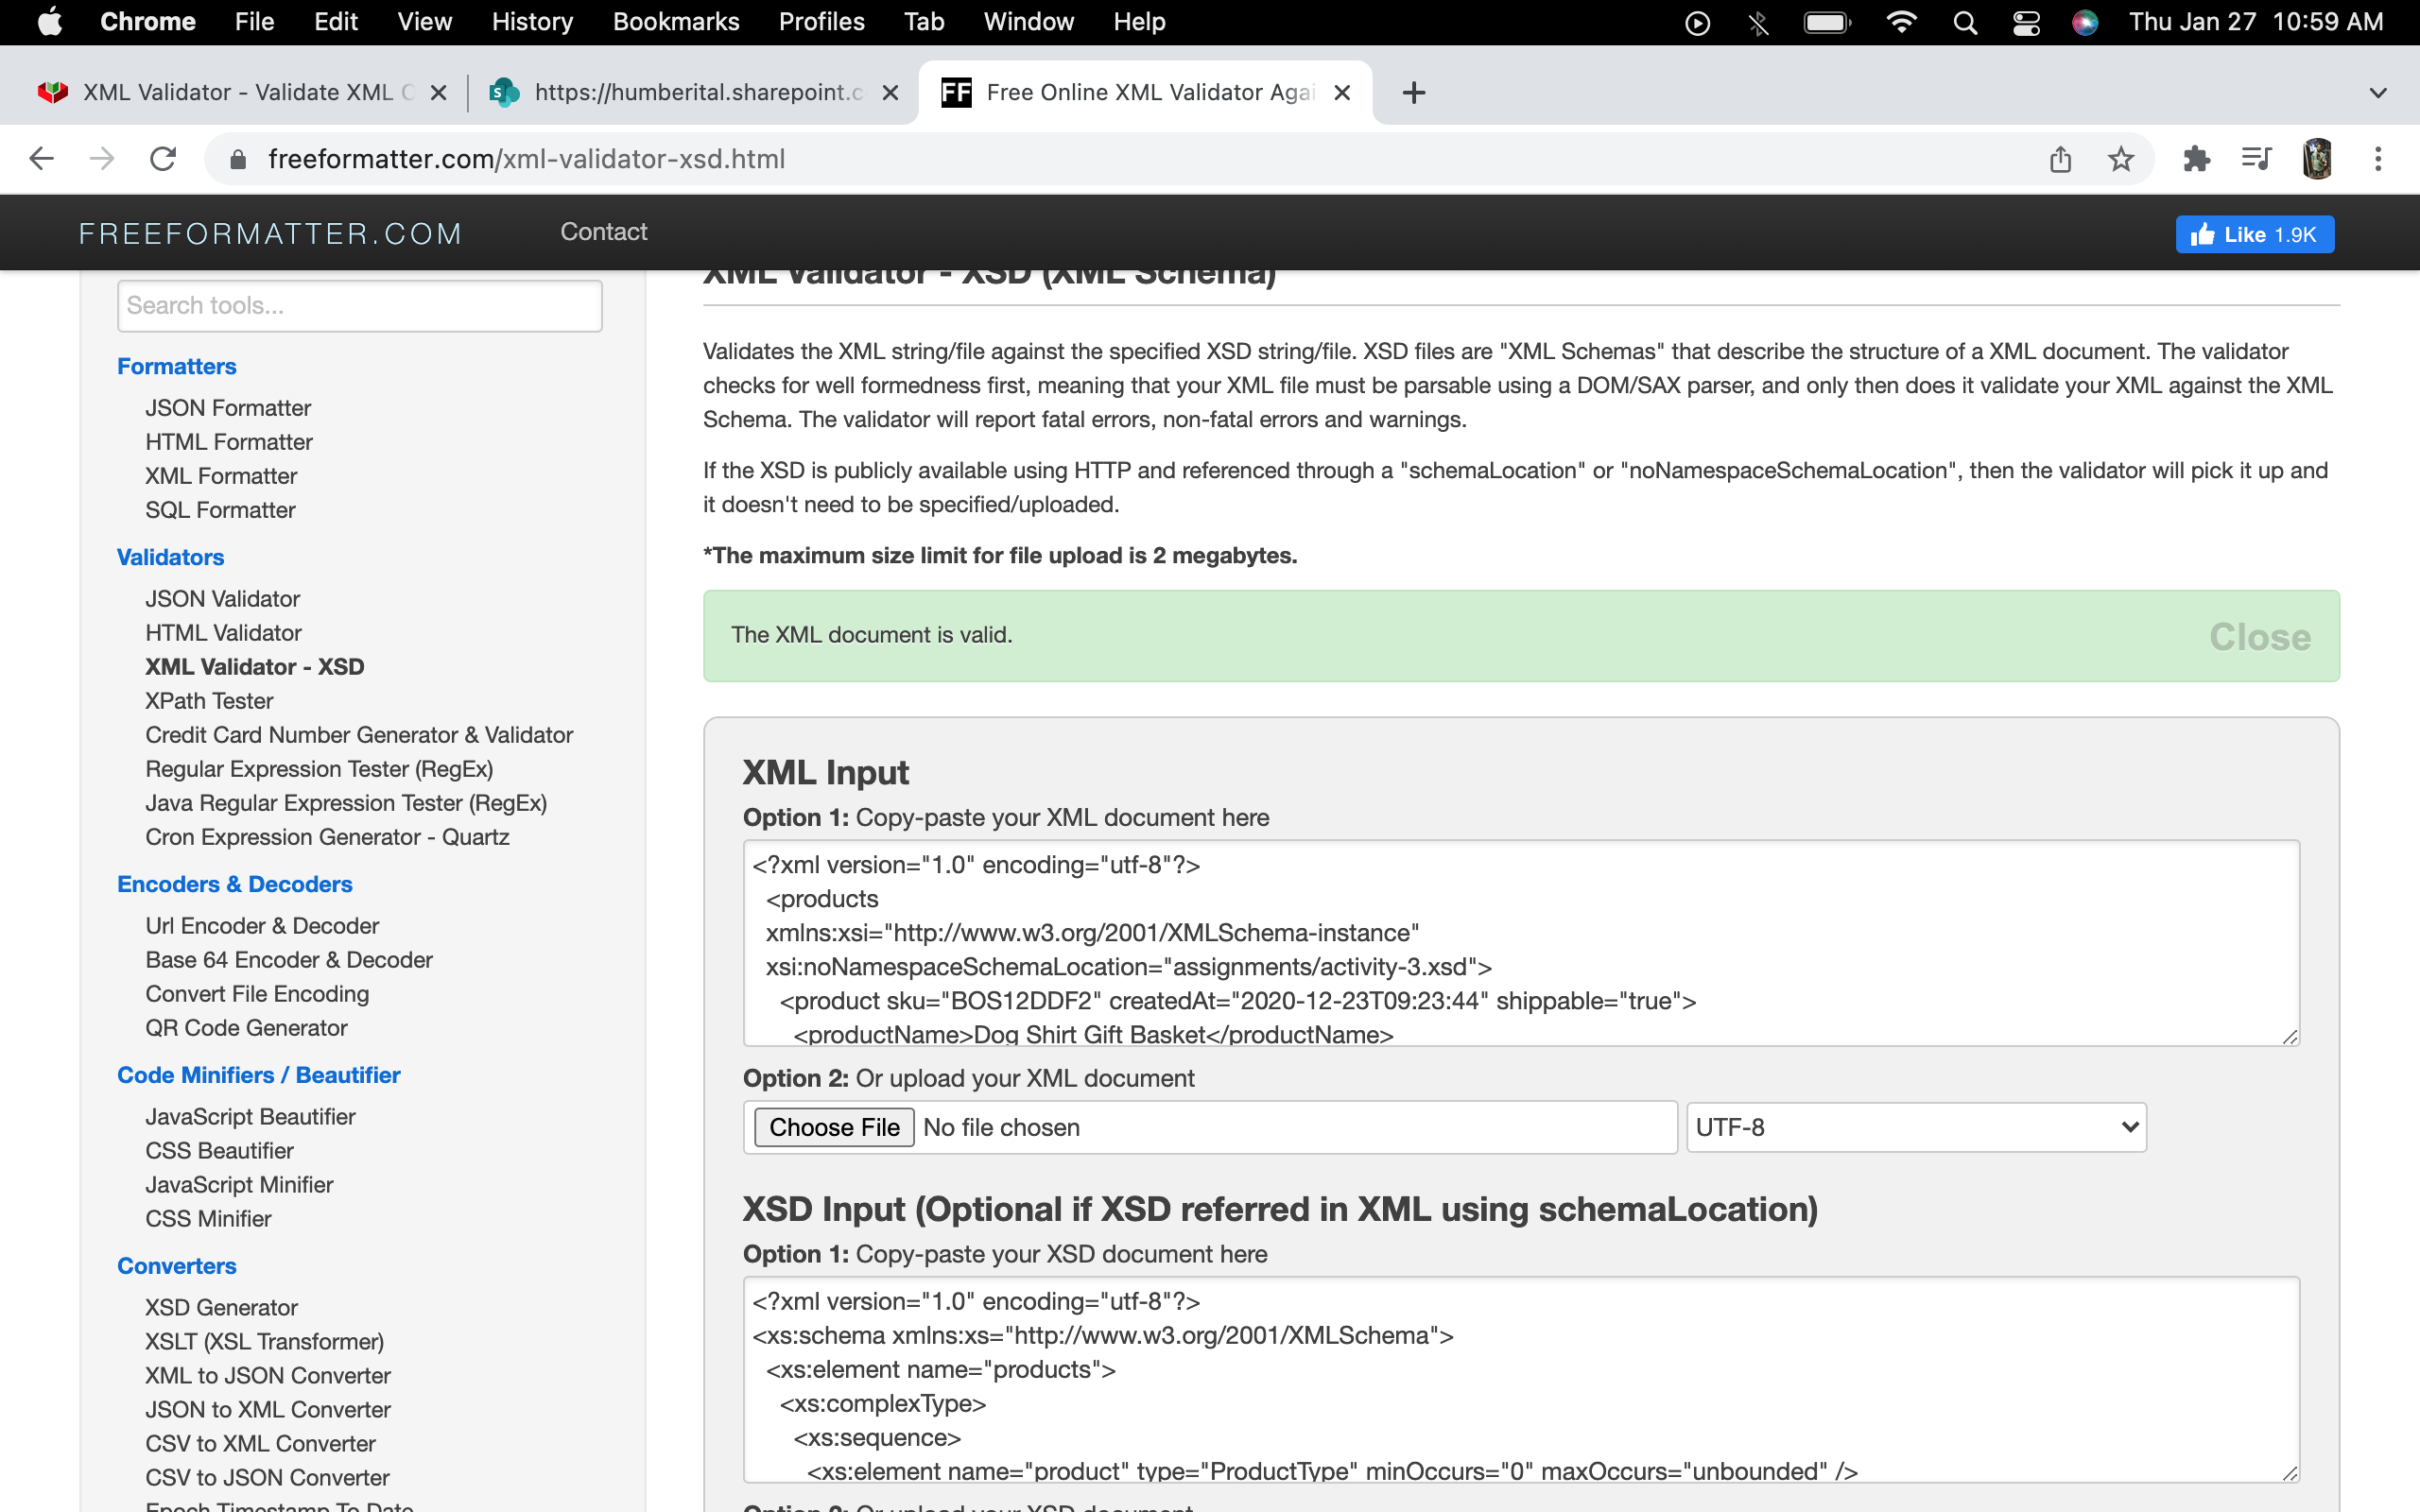 Chrome File Edit View History Bookmarks Profiles Tab Window Help Thu Jan 27 10:59 AM
XML Validator - Validate XML https://humberital.sharepoint.c Free Online XML Validator Agai
freeformatter.com/xml-validator-xsd.html
FREEFORMATTER.COM Contact Like 1.9K
Search tools...
Formatters
JSON Formatter
HTML Formatter
XML Formatter
SQL Formatter
Validators
JSON Validator
HTML Validator
XML Validator - XSD
XPath Tester
Credit Card Number Generator & Validator
Regular Expression Tester (RegEx)
Java Regular Expression Tester (RegEx)
Cron Expression Generator - Quartz
Encoders & Decoders
Url Encoder & Decoder
Base 64 Encoder & Decoder
Convert File Encoding
QR Code Generator
Code Minifiers / Beautifier
JavaScript Beautifier
CSS Beautifier
JavaScript Minifier
CSS Minifier
Converters
XSD Generator
XSLT (XSL Transformer)
XML to JSON Converter
JSON to XML Converter
CSV to XML Converter
CSV to JSON Converter
Epoch Timestamp To Date
XML Validator - XSD (XML Schema)
Validates the XML string/file against the specified XSD string/file. XSD files are "XML Schemas" that describe the structure of a XML document. The validator
checks for well formedness first, meaning that your XML file must be parsable using a DOM/SAX parser, and only then does it validate your XML against the XML
Schema. The validator will report fatal errors, non-fatal errors and warnings.
If the XSD is publicly available using HTTP and referenced through a "schemaLocation" or "noNamespaceSchemaLocation", then the validator will pick it up and
it doesn't need to be specified/uploaded.
*The maximum size limit for file upload is 2 megabytes.
The XML document is valid. Close
XML Input
Option 1: Copy-paste your XML document here
<?xml version="1.0" encoding="utf-8"?>
<products
xmlns:xsi="http://www.w3.org/2001/XMLSchema-instance"
xsi:noNamespaceSchemaLocation="assignments/activity-3.xsd">
<product sku="BOS12DDF2" createdAt="2020-12-23T09:23:44" shippable="true">
<productName>Dog Shirt Gift Basket</productName>
Option 2: Or upload your XML document
Choose File No file chosen UTF-8
XSD Input (Optional if XSD referred in XML using schemaLocation)
Option 1: Copy-paste your XSD document here
<?xml version="1.0" encoding="utf-8"?>
<xs:schema xmlns:xs="http://www.w3.org/2001/XMLSchema">
<xs:element name="products">
<xs:complexType>
<xs:sequence>
<xs:element name="product" type="ProductType" minOccurs="0" maxOccurs="unbounded" />
Option 2: Or upload your XSD document